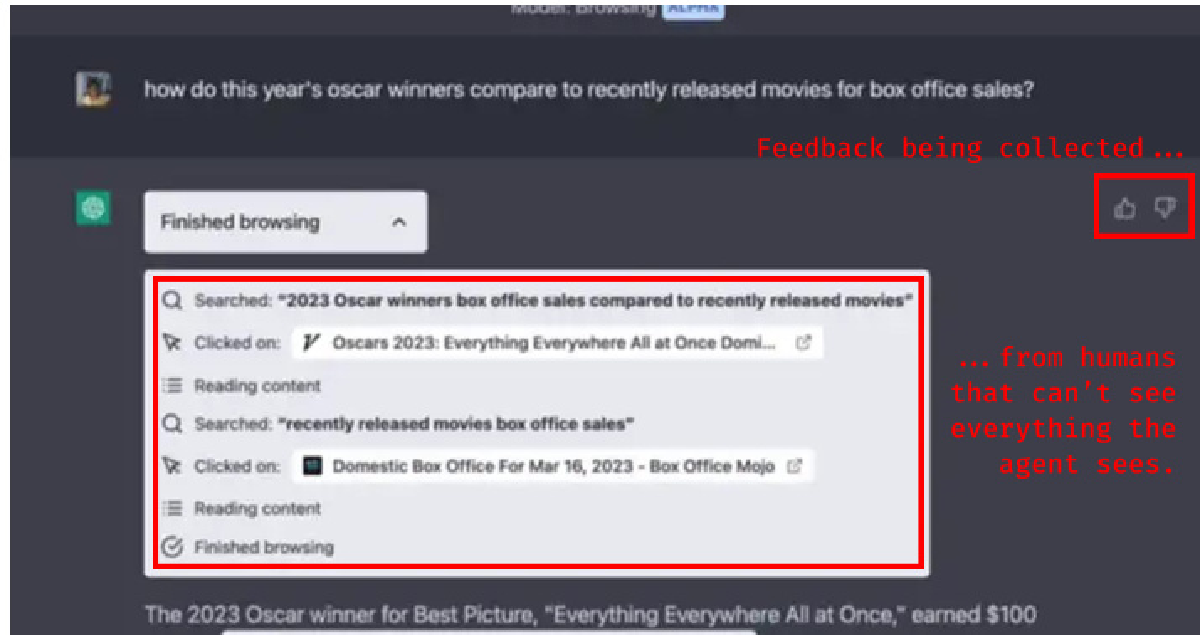 Model: Browsing ALPHA
how do this year's oscar winners compare to recently released movies for box office sales?
Feedback being collected...
Finished browsing
Searched: "2023 Oscar winners box office sales compared to recently released movies"
Clicked on: Oscars 2023: Everything Everywhere All at Once Domi...
Reading content
Searched: "recently released movies box office sales"
Clicked on: Domestic Box Office For Mar 16, 2023 - Box Office Mojo
Reading content
Finished browsing
...from humans
that can't see
everything the
agent sees.
The 2023 Oscar winner for Best Picture, "Everything Everywhere All at Once," earned $100